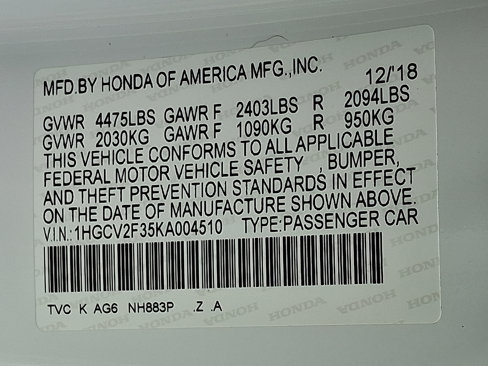 MFD.BY HONDA OF AMERICA MFG.,INC. 12/'18
GVWR 4475LBS GAWR F 2403LBS R 2094LBS
GVWR 2030KG GAWR F 1090KG R 950KG
THIS VEHICLE CONFORMS TO ALL APPLICABLE
FEDERAL MOTOR VEHICLE SAFETY , BUMPER,
AND THEFT PREVENTION STANDARDS IN EFFECT
ON THE DATE OF MANUFACTURE SHOWN ABOVE.
V.I.N.:1HGCV2F35KA004510 TYPE:PASSENGER CAR
TVC K AG6 NH883P .Z .A